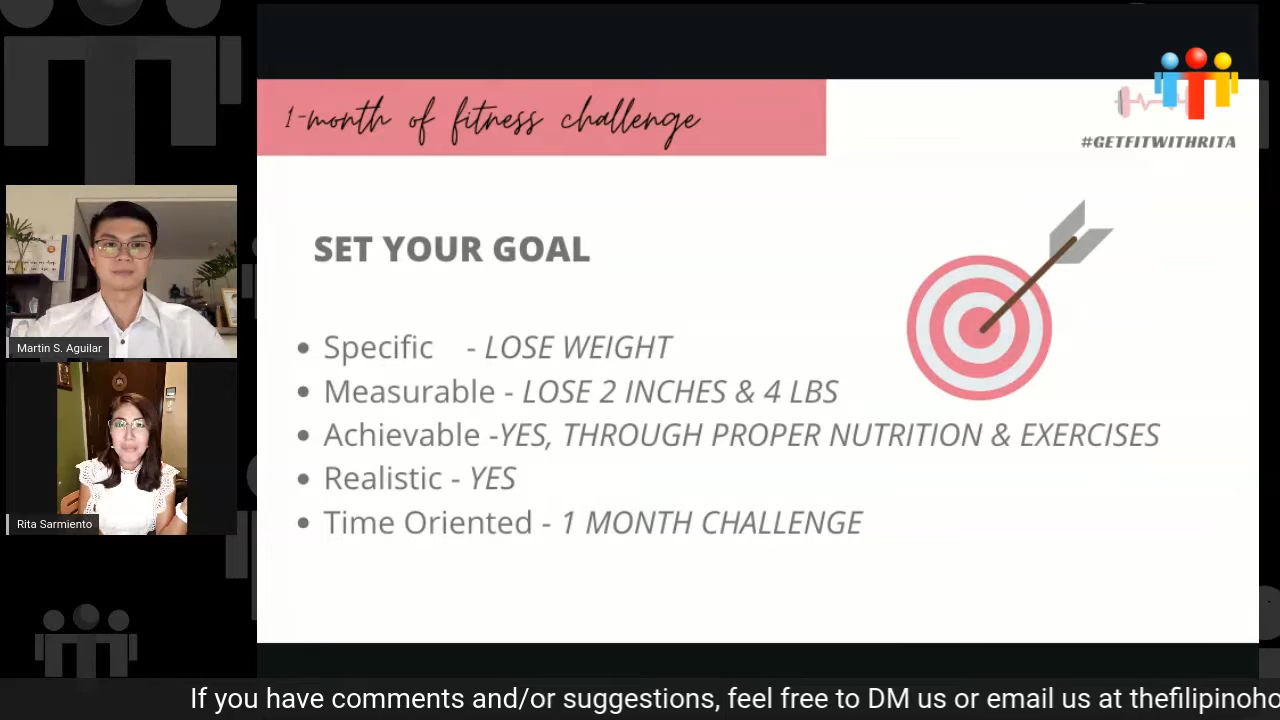 1-month of fitness challenge
#GETFITWITHRITA
SET YOUR GOAL
Specific - LOSE WEIGHT
Measurable - LOSE 2 INCHES & 4 LBS
Achievable -YES, THROUGH PROPER NUTRITION & EXERCISES
Realistic - YES
Time Oriented - 1 MONTH CHALLENGE
Martin S. Aguilar
Rita Sarmiento
If you have comments and/or suggestions, feel free to DM us or email us at thefilipinoho